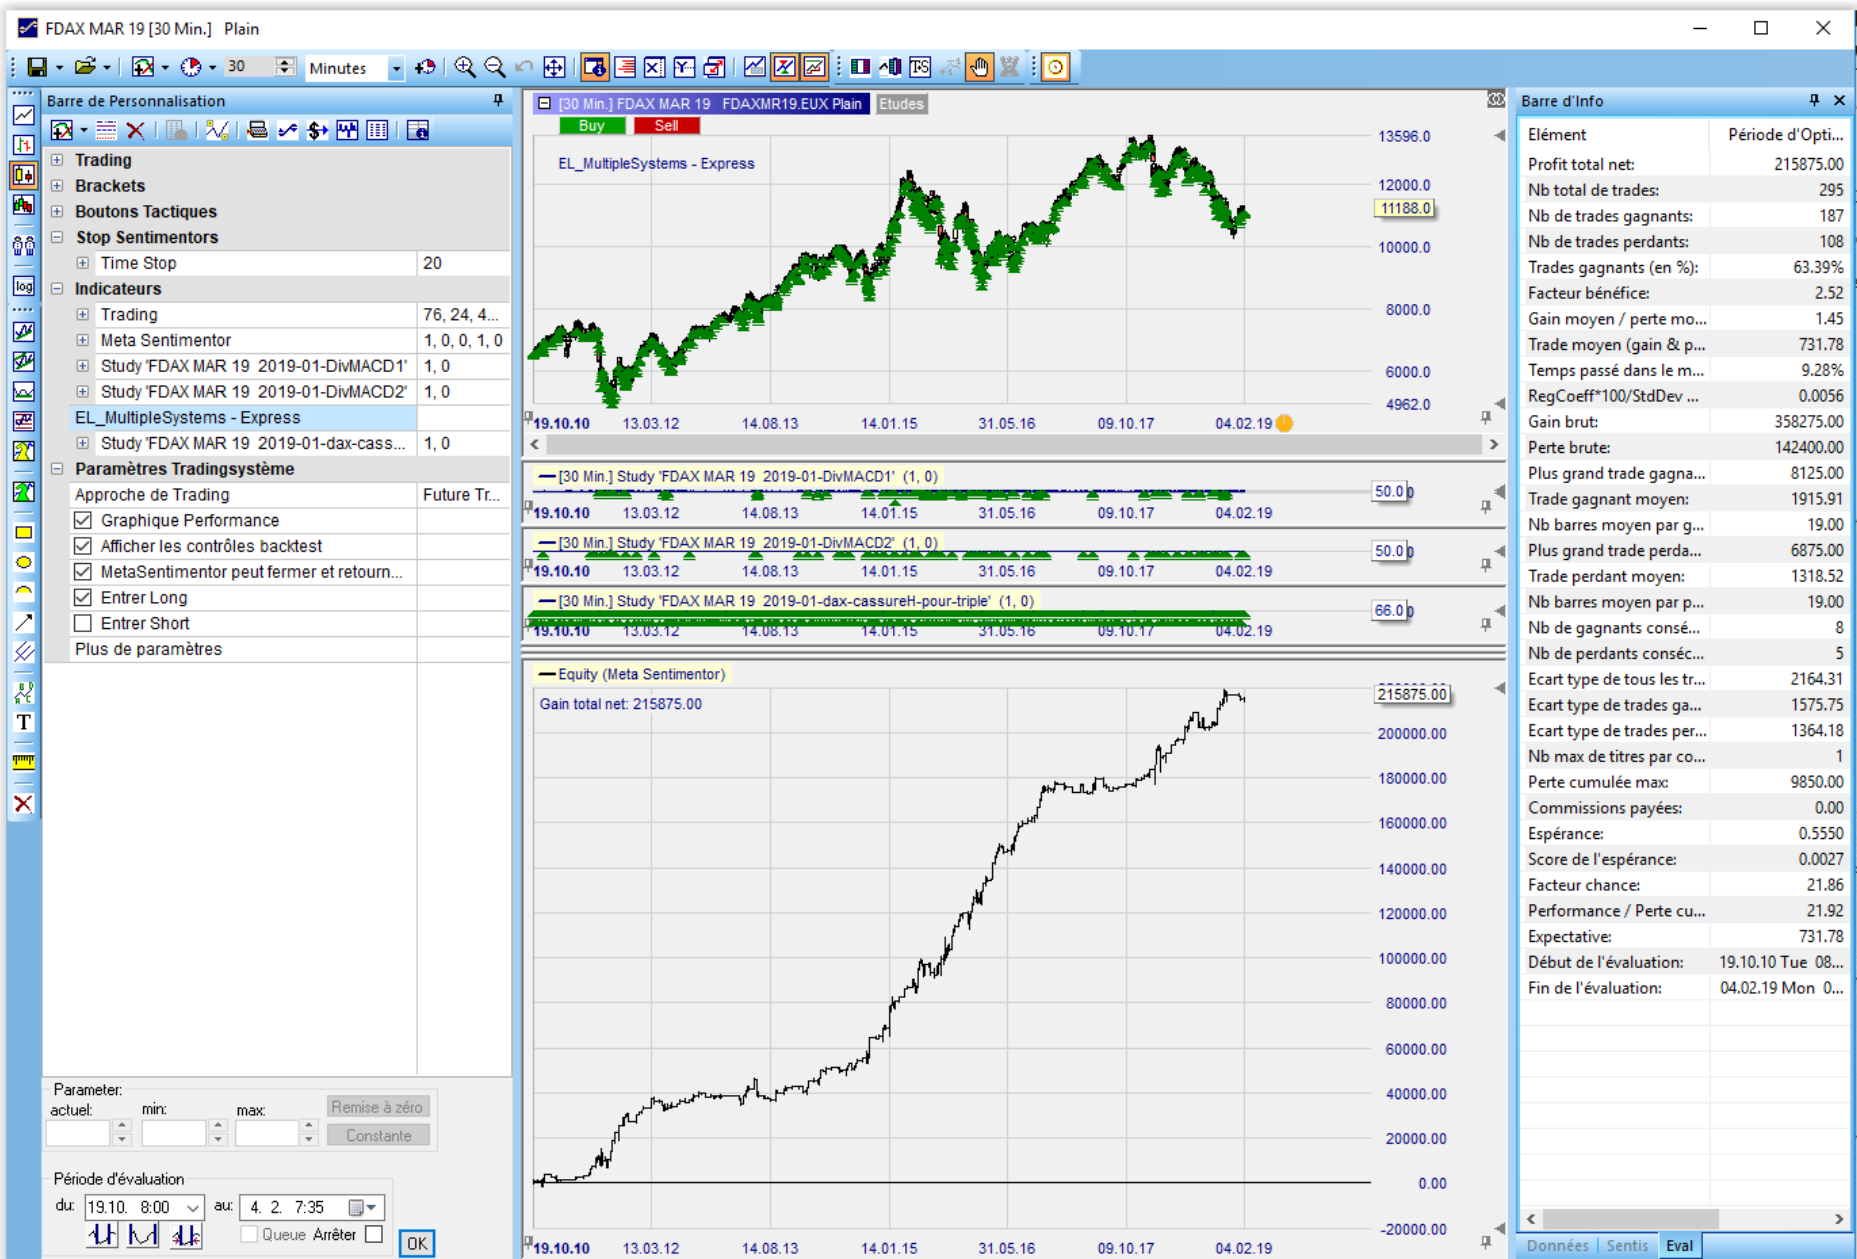 FDAX MAR 19 [30 Min.] Plain
30 Minutes
Barre de Personnalisation
Trading
Brackets
Boutons Tactiques
Stop Sentimentors
Time Stop 20
Indicateurs
Trading 76, 24, 4...
Meta Sentimentor 1, 0, 0, 1, 0
Study 'FDAX MAR 19 2019-01-DivMACD1' 1, 0
Study 'FDAX MAR 19 2019-01-DivMACD2' 1, 0
EL_MultipleSystems - Express
Study 'FDAX MAR 19 2019-01-dax-cass... 1, 0
Paramètres Tradingsystème
Approche de Trading Future Tr...
Graphique Performance
Afficher les contrôles backtest
MetaSentimentor peut fermer et retourn...
Entrer Long
Entrer Short
Plus de paramètres
Parameter:
actuel: min: max: Remise à zéro
Constante
Période d'évaluation
du: 19.10. 8:00 au: 4. 2. 7:35
Queue Arrêter OK
log
T
T-S
[30 Min.] FDAX MAR 19 FDAXMR19.EUX Plain Etudes
Buy Sell
EL_MultipleSystems - Express
13596.0
12000.0
11188.0
10000.0
8000.0
6000.0
4962.0
19.10.10 13.03.12 14.08.13 14.01.15 31.05.16 09.10.17 04.02.19
[30 Min.] Study 'FDAX MAR 19 2019-01-DivMACD1' (1, 0)
50.0
19.10.10 13.03.12 14.08.13 14.01.15 31.05.16 09.10.17 04.02.19
[30 Min.] Study 'FDAX MAR 19 2019-01-DivMACD2' (1, 0)
50.0
19.10.10 13.03.12 14.08.13 14.01.15 31.05.16 09.10.17 04.02.19
[30 Min.] Study 'FDAX MAR 19 2019-01-dax-cassureH-pour-triple' (1, 0)
66.0
19.10.10 13.03.12 14.08.13 14.01.15 31.05.16 09.10.17 04.02.19
Equity (Meta Sentimentor)
Gain total net: 215875.00
215875.00
200000.00
180000.00
160000.00
140000.00
120000.00
100000.00
80000.00
60000.00
40000.00
20000.00
0.00
-20000.00
19.10.10 13.03.12 14.08.13 14.01.15 31.05.16 09.10.17 04.02.19
Barre d'Info
Elément Période d'Opti...
Profit total net: 215875.00
Nb total de trades: 295
Nb de trades gagnants: 187
Nb de trades perdants: 108
Trades gagnants (en %): 63.39%
Facteur bénéfice: 2.52
Gain moyen / perte mo... 1.45
Trade moyen (gain & p... 731.78
Temps passé dans le m... 9.28%
RegCoeff*100/StdDev ... 0.0056
Gain brut: 358275.00
Perte brute: 142400.00
Plus grand trade gagna... 8125.00
Trade gagnant moyen: 1915.91
Nb barres moyen par g... 19.00
Plus grand trade perda... 6875.00
Trade perdant moyen: 1318.52
Nb barres moyen par p... 19.00
Nb de gagnants consé... 8
Nb de perdants conséc... 5
Ecart type de tous les tr... 2164.31
Ecart type de trades ga... 1575.75
Ecart type de trades per... 1364.18
Nb max de titres par co... 1
Perte cumulée max: 9850.00
Commissions payées: 0.00
Espérance: 0.5550
Score de l'espérance: 0.0027
Facteur chance: 21.86
Performance / Perte cu... 21.92
Expectative: 731.78
Début de l'évaluation: 19.10.10 Tue 08...
Fin de l'évaluation: 04.02.19 Mon 0...
Données Sentis Eval